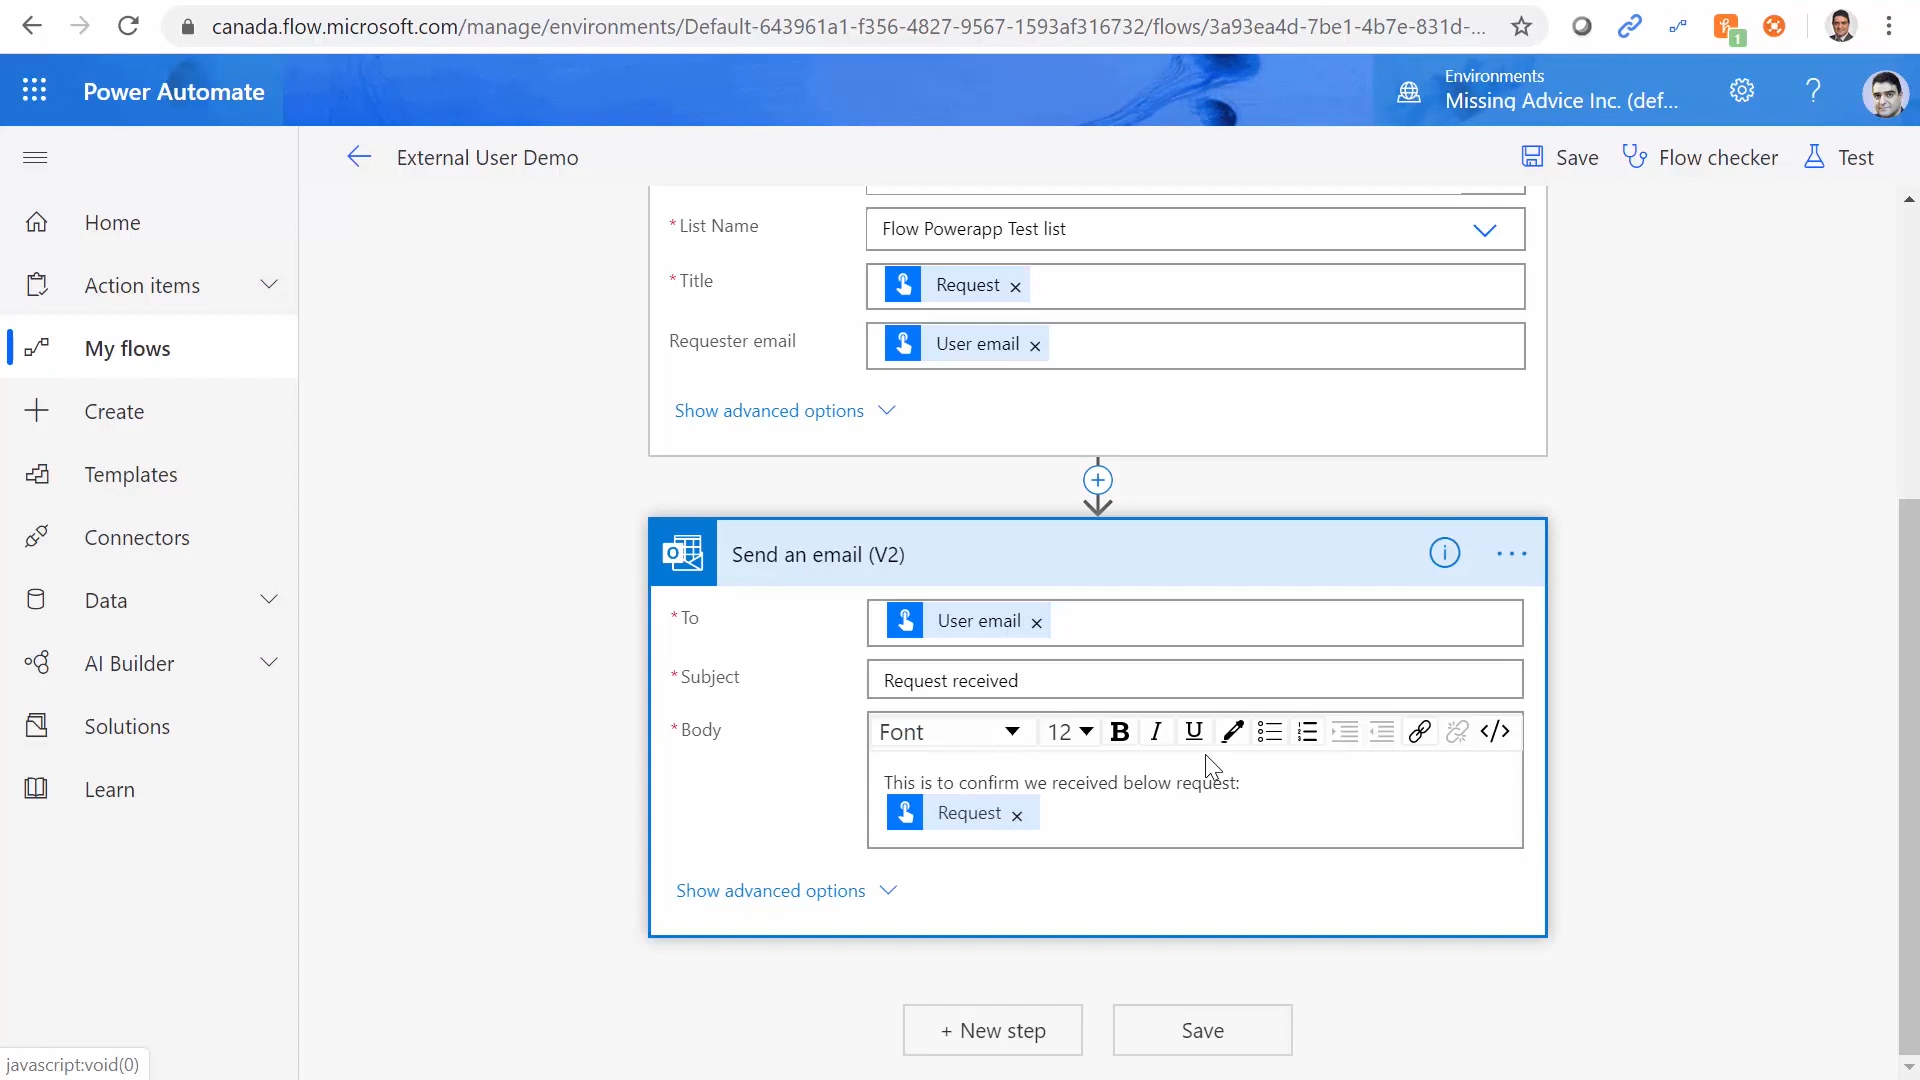 canada.flow.microsoft.com/manage/environments/Default-643961a1-f356-4827-9567-1593af316732/flows/3a93ea4d-7be1-4b7e-831d-...
1
Power Automate
Environments
Missing Advice Inc. (def...
?
External User Demo
Save
Flow checker
Test
Home
Action items
My flows
Create
Templates
Connectors
Data
AI Builder
Solutions
Learn
* List Name
Flow Powerapp Test list
* Title
Request ×
Requester email
User email ×
Show advanced options
Send an email (V2)
* To
User email ×
* Subject
Request received
* Body
Font 12 B I U </>
This is to confirm we received below request:
Request ×
Show advanced options
+ New step
Save
javascript:void(0)